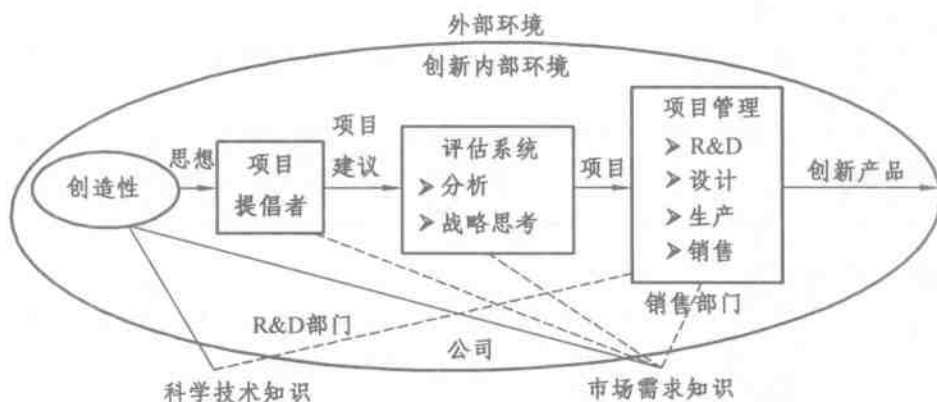 外部环境
创新内部环境
创造性
思想
项目
提倡者
项目
建议
评估系统
➤ 分析
➤ 战略思考
项目
项目管理
➤ R&D
➤ 设计
➤ 生产
➤ 销售
创新产品
R&D部门
销售部门
公司
科学技术知识
市场需求知识